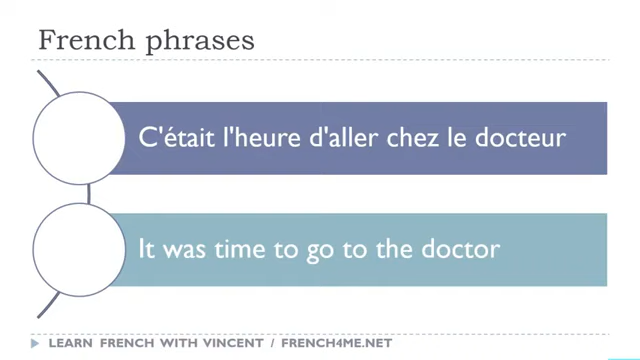 French phrases
C'était l'heure d'aller chez le docteur
It was time to go to the doctor
LEARN FRENCH WITH VINCENT / FRENCH4ME.NET